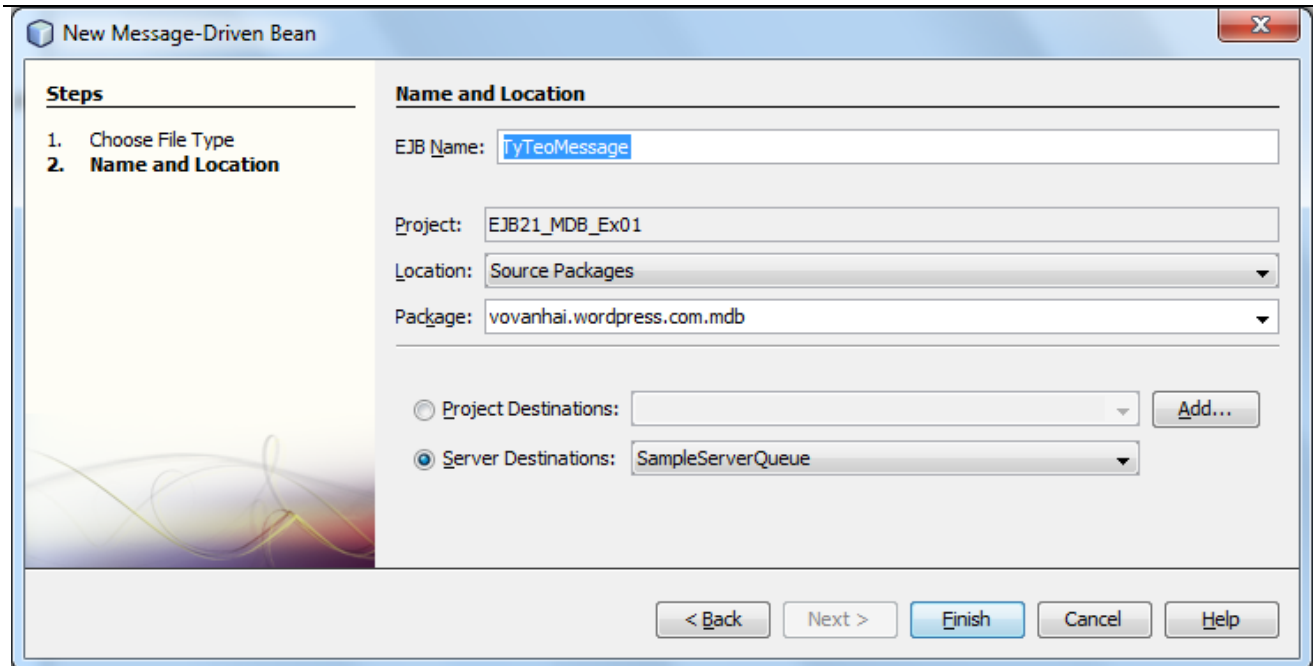 New Message-Driven Bean
Steps
1. Choose File Type
2. Name and Location
Name and Location
EJB Name: TyTeoMessage
Project: EJB21_MDB_Ex01
Location: Source Packages
Package: vovanhai.wordpress.com.mdb
Project Destinations: Add...
Server Destinations: SampleServerQueue
< Back Next > Finish Cancel Help